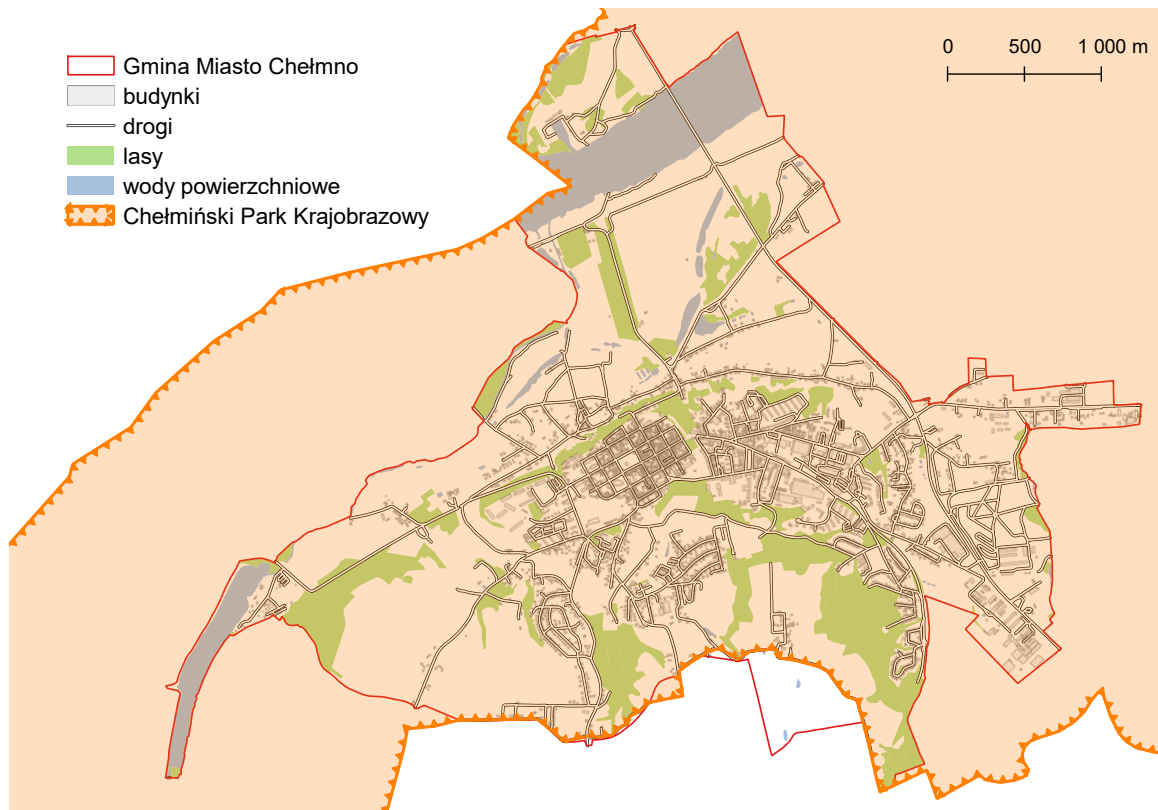 Gmina Miasto Chełmno
budynki
drogi
lasy
wody powierzchniowe
Chełmiński Park Krajobrazowy
0 500 1 000 m